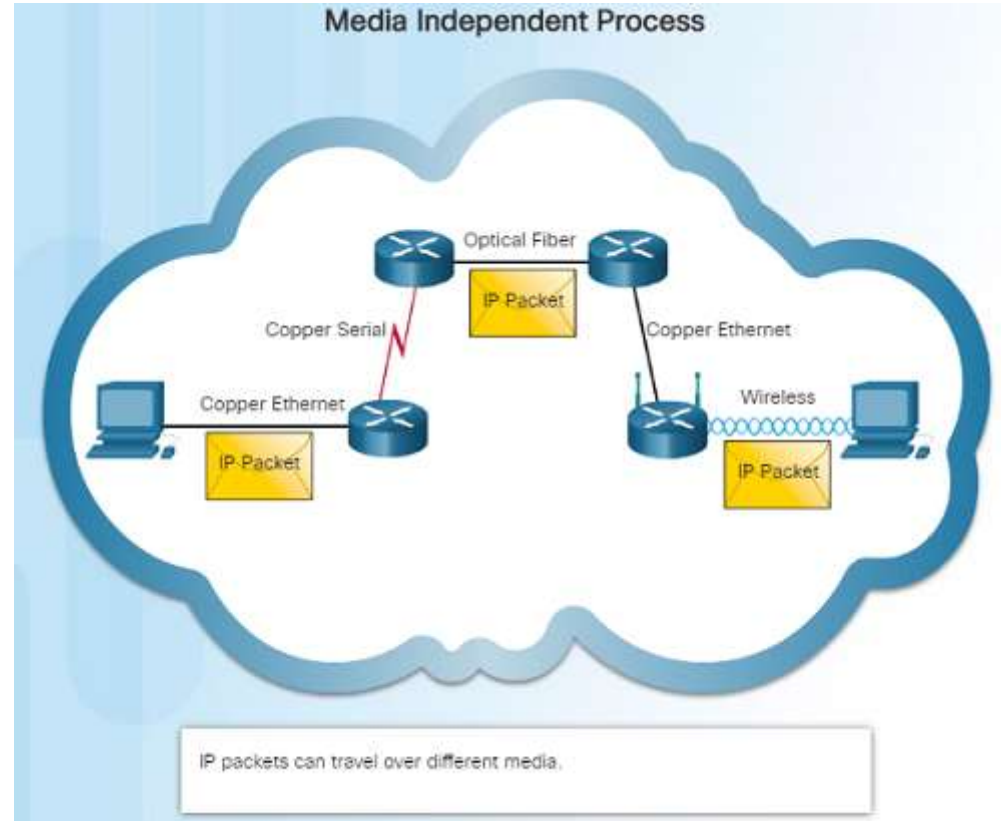 Media Independent Process
Optical Fiber
IP Packet
Copper Serial
Copper Ethernet
Copper Ethernet
IP Packet
Wireless
IP Packet
IP packets can travel over different media.